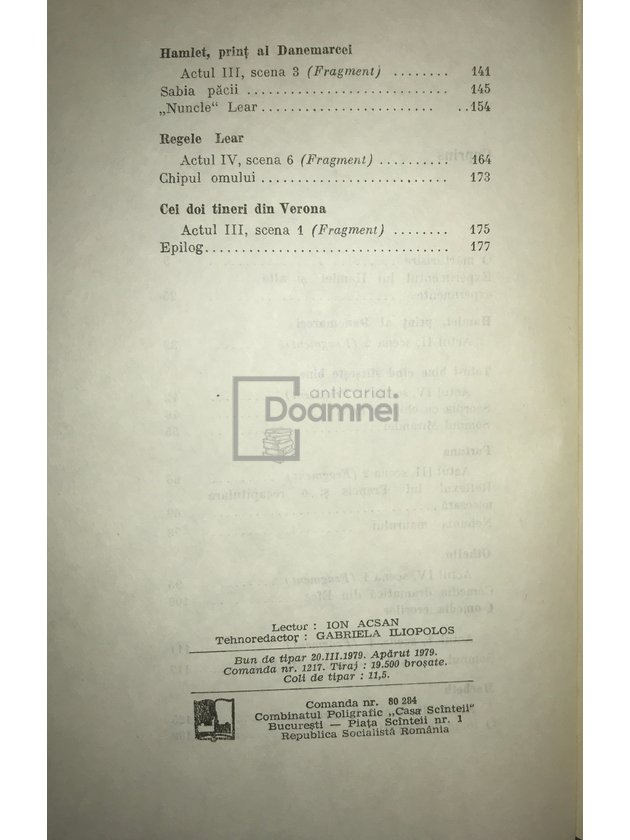 Hamlet, prinț al Danemarcei
Actul III, scena 3 (Fragment) ........ 141
Sabia păcii ........................... 145
„Nuncle“ Lear ....................... ..154
Regele Lear
Actul IV, scena 6 (Fragment) .......... 164
Chipul omului ......................... 173
Cei doi tineri din Verona
Actul III, scena 1 (Fragment) ........ 175
Epilog ................................ 177
anticariat
Doamnei
Lector : ION ACSAN
Tehnoredactor : GABRIELA ILIOPOLOS
Bun de tipar 20.III.1979. Apărut 1979.
Comanda nr. 1217. Tiraj : 19.500 broșate.
Coli de tipar : 11,5.
Comanda nr. 80 284
Combinatul Poligrafic „Casa Scînteii“
București — Piața Scînteii nr. 1
Republica Socialistă România